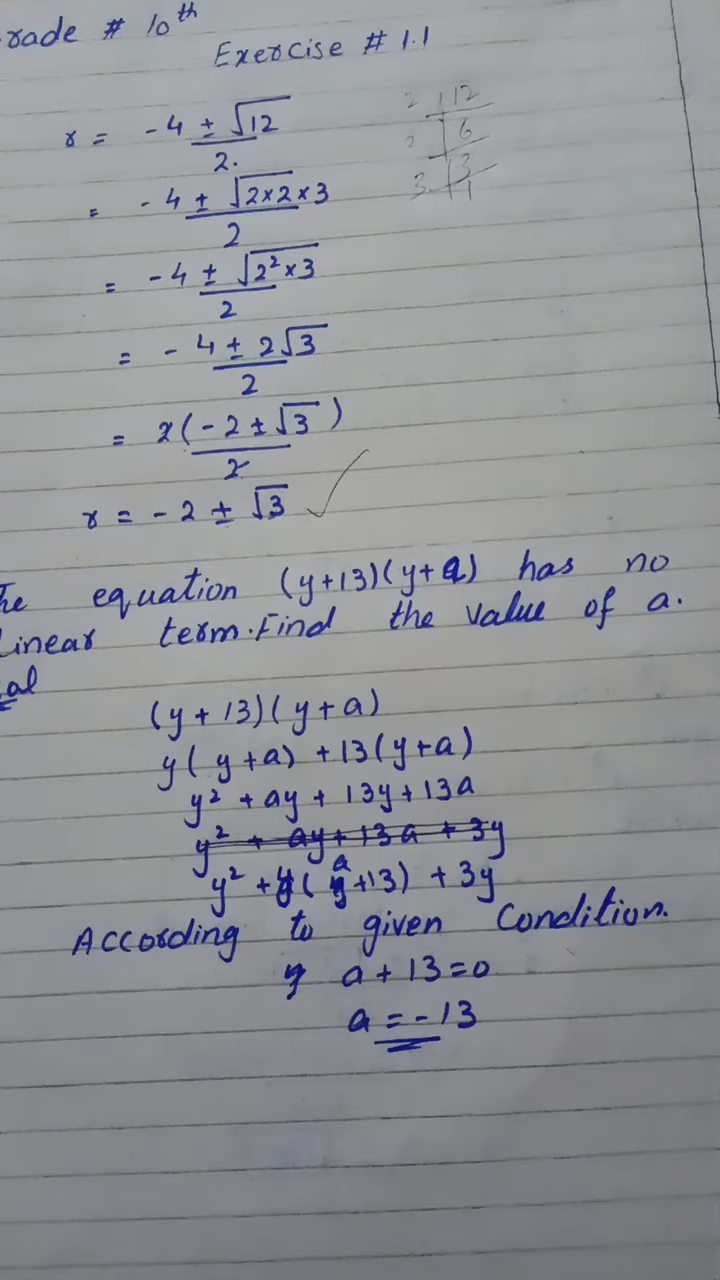 rade # 10th
Exercise # 1.1
x = -4 ± √12 / 2.
= -4 ± √2×2×3 / 2
= -4 ± √2²×3 / 2
= -4 ± 2√3 / 2
= 2(-2 ± √3) / 2
x = -2 ± √3 ✓
2 | 12
6
3 | 3
1
he equation (y+13)(y+a) has no
Linear term. Find the value of a.
al
(y + 13)(y + a)
y(y+a) + 13(y+a)
y² + ay + 13y + 13a
y² + ay + 13a + 3y
y² + y(a+13) + 3y
According to given Condition.
a + 13 = 0
a = -13